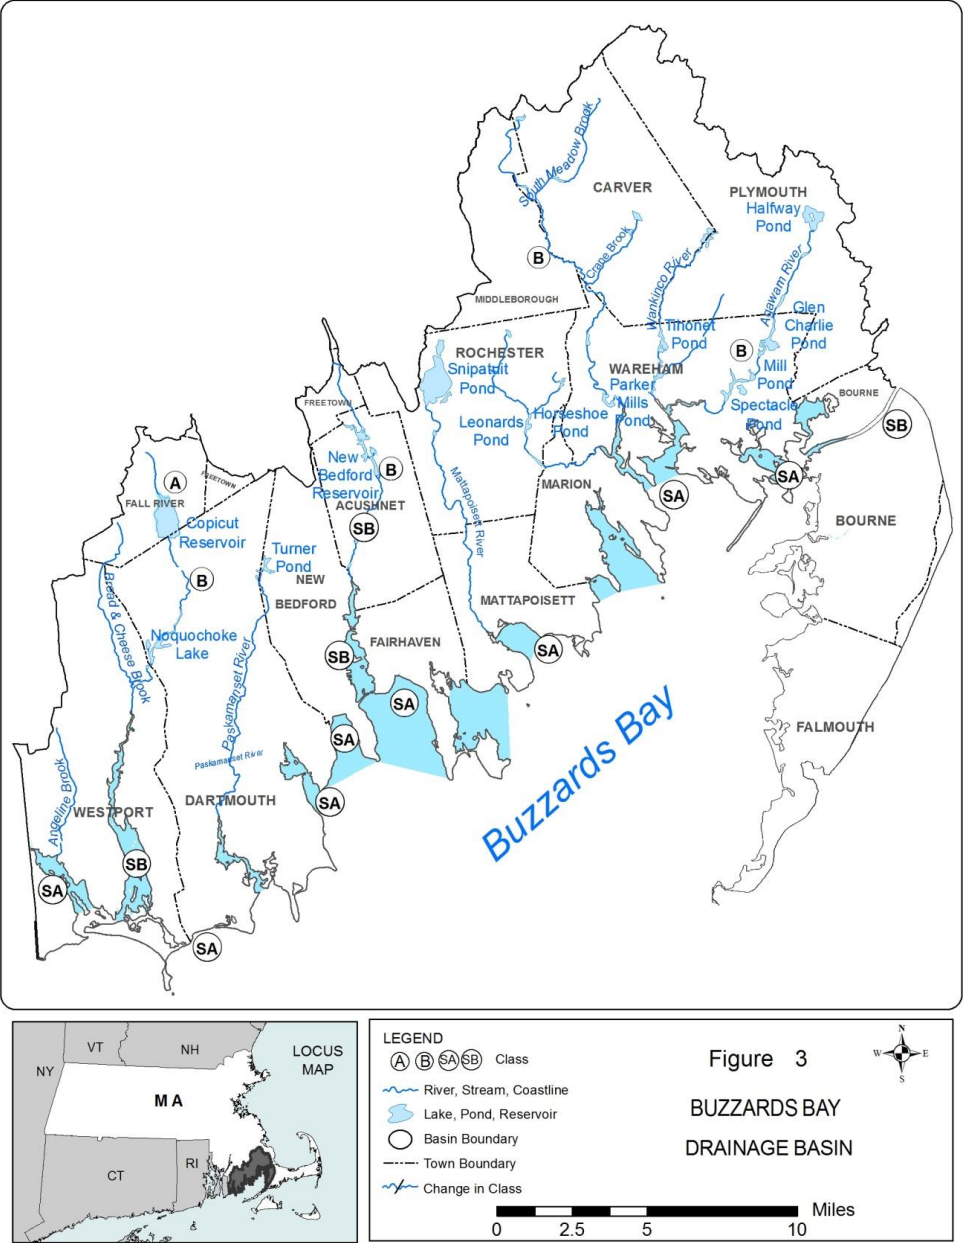 South Meadow Brook
CARVER
PLYMOUTH
Halfway
Pond
B
Crane Brook
Wankinco River
Agawam River
MIDDLEBOROUGH
Glen
Charlie
Pond
Tihonet
Pond
B
ROCHESTER
Snipatuit
Pond
WAREHAM
Mill
Pond
Parker
Mills
Pond
Spectacle
Pond
BOURNE
SB
FREETOWN
Leonards
Pond
Horseshoe
Pond
New
Bedford
Reservoir
B
A
FREETOWN
FALL RIVER
ACUSHNET
SB
Mattapoisett River
MARION
SA
SA
BOURNE
Copicut
Reservoir
Turner
Pond
B
NEW
BEDFORD
Bread & Cheese Brook
MATTAPOISETT
Noquochoke
Lake
SB
FAIRHAVEN
SA
Paskamanset River
SA
Buzzards Bay
FALMOUTH
SA
Paskamanset River
Angeline Brook
WESTPORT
DARTMOUTH
SA
SB
SA
SA
NY
VT
NH
LOCUS
MAP
MA
CT
RI
LEGEND
A B SA SB Class
River, Stream, Coastline
Lake, Pond, Reservoir
Basin Boundary
Town Boundary
Change in Class
Figure 3
BUZZARDS BAY
DRAINAGE BASIN
N
W E
S
Miles
0 2.5 5 10